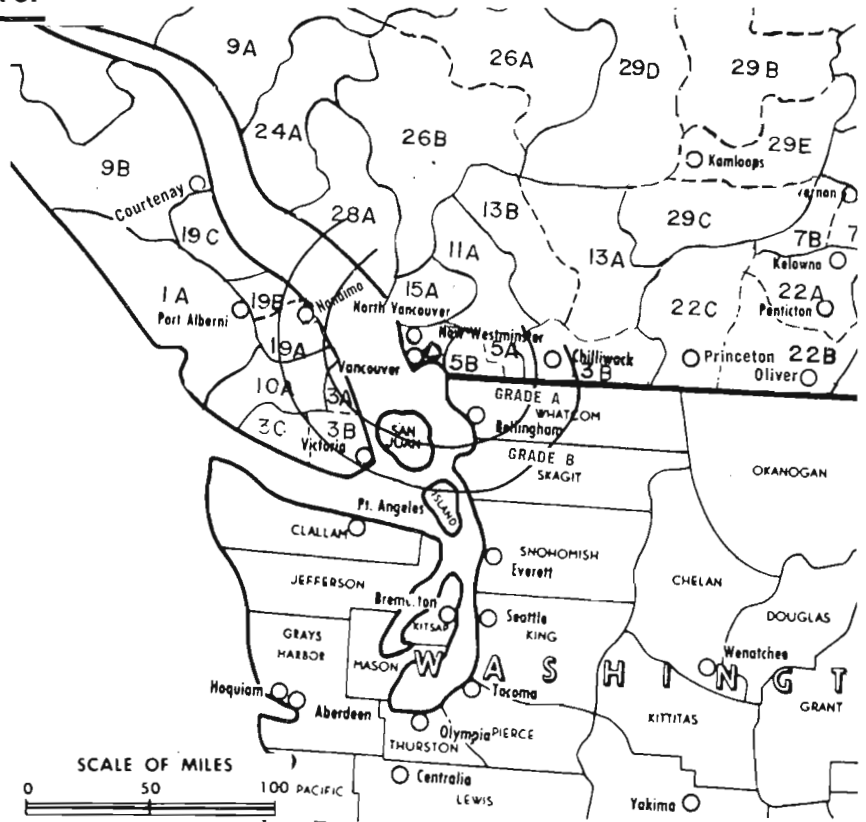 9A
26A
29D
29B
24A
26B
29E
Kamloops
9B
Courtenay
28A
13B
29C
19C
11A
7B
7
13A
Kelowna
1A
19B
15A
22C
22A
Port Alberni
Nanaimo
North Vancouver
Penticton
New Westminster
19A
5A
Chilliwack
Princeton
22B
Vancouver
5B
3B
Oliver
10A
3A
GRADE A
WHATCOM
3C
3B
SAN JUAN
Bellingham
Victoria
GRADE B
SKAGIT
OKANOGAN
Pt. Angeles
ISLAND
CLALLAM
SNOHOMISH
Everett
JEFFERSON
CHELAN
Bremerton
DOUGLAS
KITSAP
Seattle
KING
GRAYS HARBOR
MASON
Wenatchee
WASHINGT
Hoquiam
Tacoma
GRANT
Aberdeen
KITTITAS
Olympia
PIERCE
THURSTON
SCALE OF MILES
Centralia
0 50 100
PACIFIC
LEWIS
Yakima